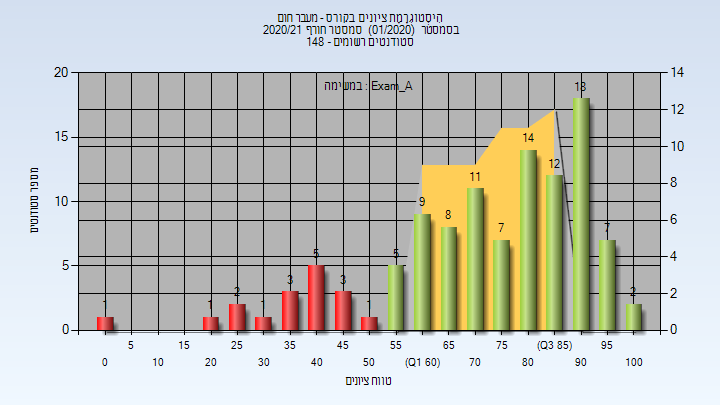 היסטוגרמת ציונים בקורס - מעבר חום
בסמסטר (01/2020) סמסטר חורף 2020/21
סטודנטים רשומים - 148
במשימה : Exam_A
מספר סטודנטים
20
15
10
5
0
14
12
10
8
6
4
2
0
1 1 2 1 3 5 3 1 5 9 8 11 7 14 12 18 7 2
5 15 25 35 45 55 65 75 (Q3 85) 95
0 10 20 30 40 50 (Q1 60) 70 80 90 100
טווח ציונים